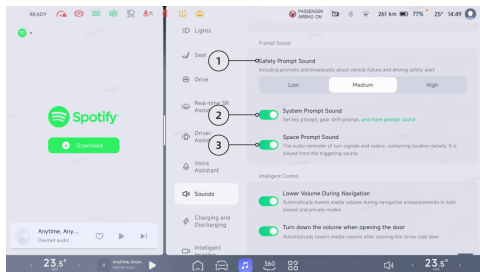 READY
PASSENGER
AIRBAG ON
261 km
77%
25°
14:49
Spotify
Download
Anytime, Any...
Desired audio
Lights
Seat
Drive
Real-time SR
Assist
Driver
Assist
Voice
Assistant
Sounds
Charging and
Discharging
Intelligent
Prompt Sound
1
Safety Prompt Sound
Including prompts and broadcasts about vehicle failure and driving safety alert
Low
Medium
High
2
System Prompt Sound
Set key prompt, gear shift prompt, and more prompt sound
3
Space Prompt Sound
The audio reminder of turn signals and radars, containing location details. It is
played from the triggering source
Intelligent Control
Lower Volume During Navigation
Automatically lowers media volume during navigation announcements in both
shared and private modes
Turn down the volume when opening the door
Automatically lowers media volume after opening the driver side door
23.5°
Anytime, Anyw.
360
23.5°